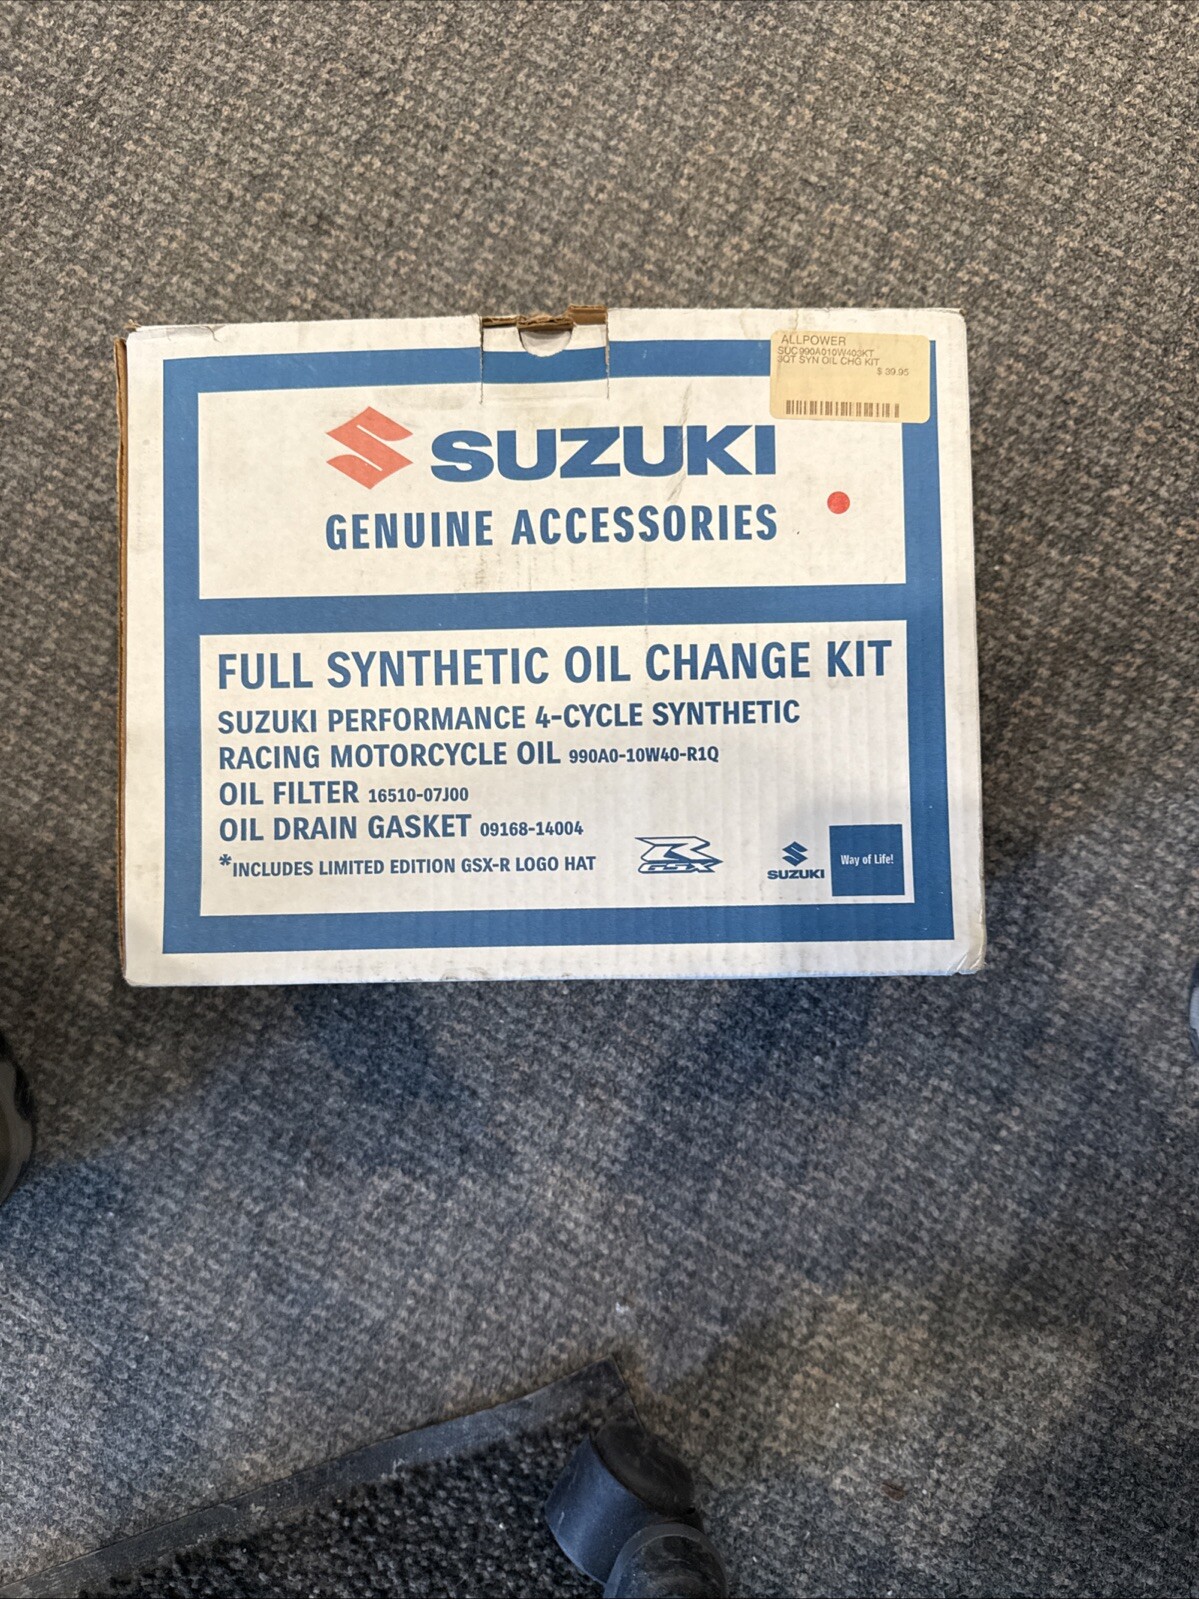 ALLPOWER
SUC990A010W403KT
3QT SYN OIL CHG KIT
SUZUKI
GENUINE ACCESSORIES
FULL SYNTHETIC OIL CHANGE KIT
SUZUKI PERFORMANCE 4-CYCLE SYNTHETIC
RACING MOTORCYCLE OIL 990A0-10W40-R1Q
OIL FILTER 16510-07J00
OIL DRAIN GASKET 09168-14004
*INCLUDES LIMITED EDITION GSX-R LOGO HAT
R
GSX
SUZUKI
Way of Life!